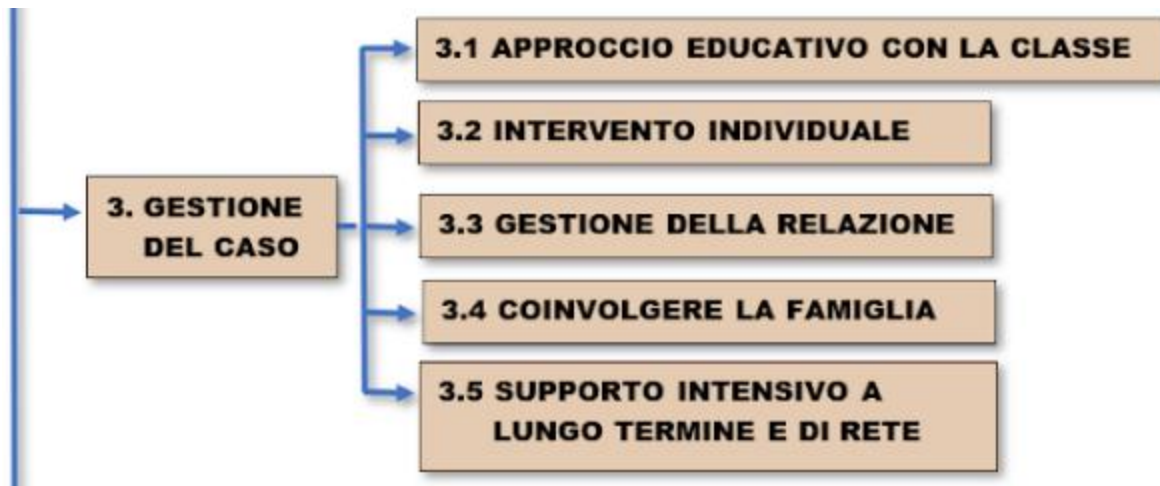 3.1 APPROCCIO EDUCATIVO CON LA CLASSE
3.2 INTERVENTO INDIVIDUALE
3. GESTIONE
DEL CASO
3.3 GESTIONE DELLA RELAZIONE
3.4 COINVOLGERE LA FAMIGLIA
3.5 SUPPORTO INTENSIVO A
LUNGO TERMINE E DI RETE